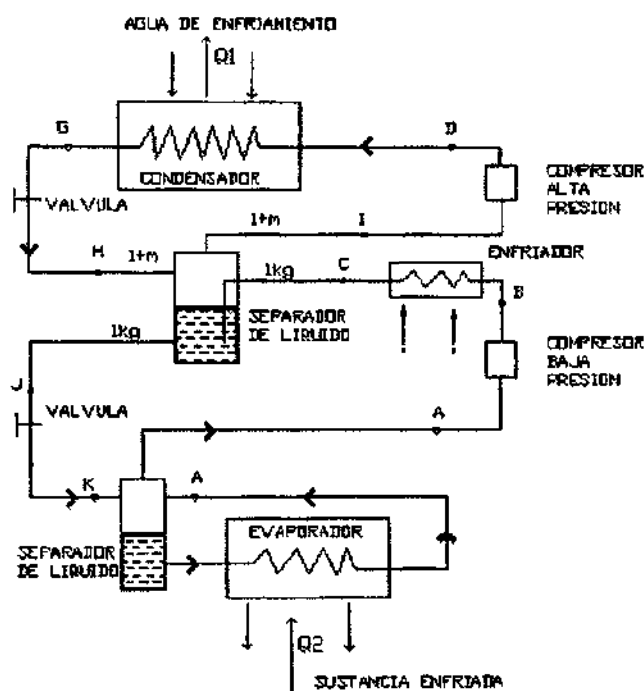 AGUA DE ENFRIAMIENTO
Q1
G
D
CONDENSADOR
COMPRESOR
ALTA
PRESION
VALVULA
1+m
I
H
1+m
ENFRIADOR
1kg
C
B
1kg
SEPARADOR
DE LIQUIDO
COMPRESOR
BAJA
PRESION
J
VALVULA
A
K
A
EVAPORADOR
SEPARADOR
DE LIQUIDO
Q2
SUSTANCIA ENFRIADA